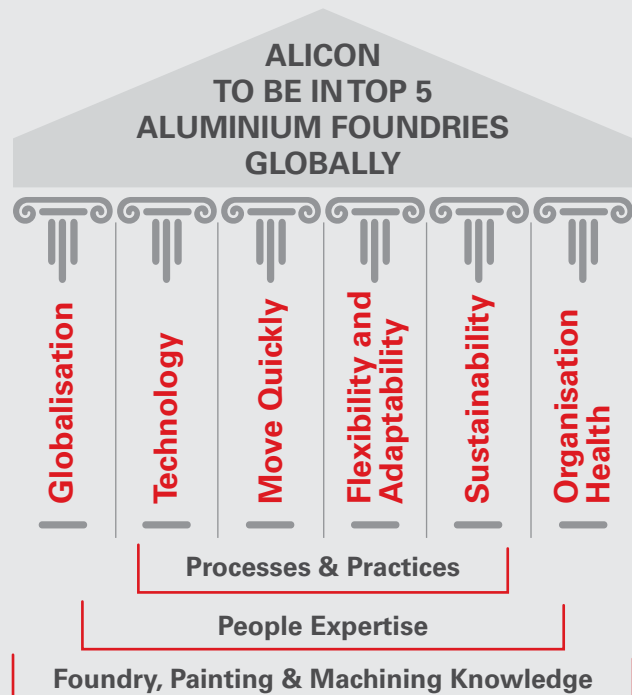 ALICON
TO BE IN TOP 5
ALUMINIUM FOUNDRIES
GLOBALLY
Globalisation
Technology
Move Quickly
Flexibility and
Adaptability
Sustainability
Organisation
Health
Processes & Practices
People Expertise
Foundry, Painting & Machining Knowledge